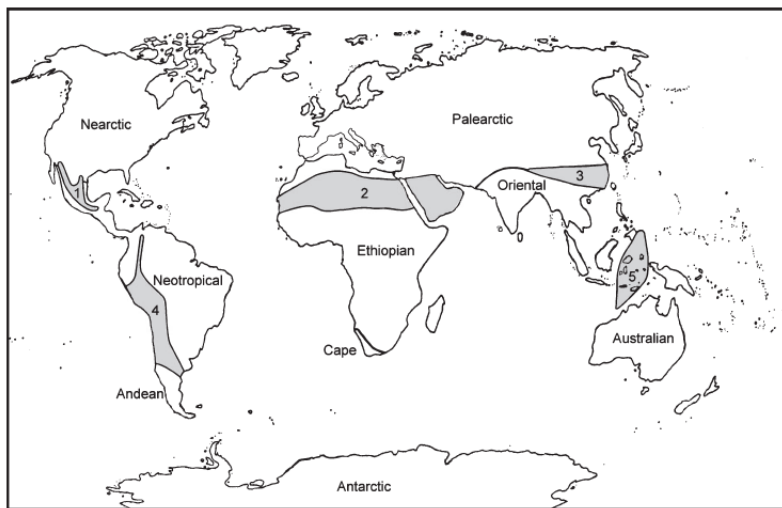 Nearctic
Palearctic
1
2
3
Oriental
Ethiopian
Neotropical
5
4
Australian
Cape
Andean
Antarctic